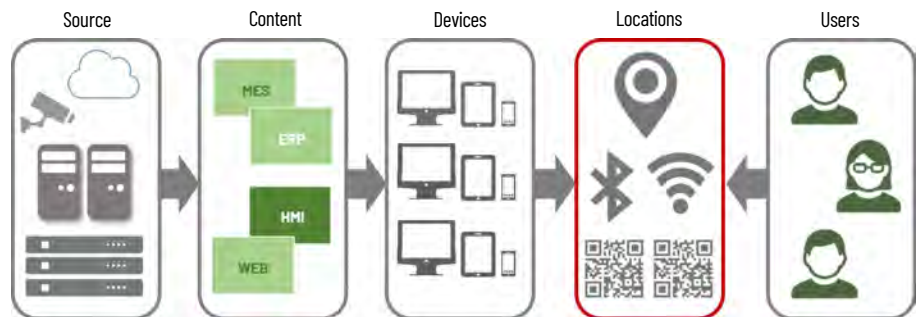 Source
Content
Devices
Locations
Users
MES
ERP
HMI
WEB